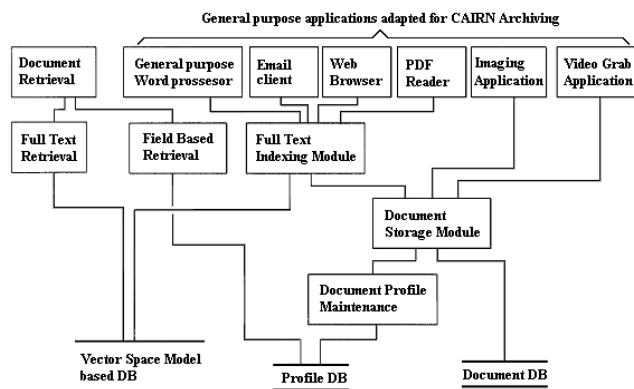 General purpose applications adapted for CAIRN Archiving
Document
Retrieval
General purpose
Word prossesor
Email
client
Web
Browser
PDF
Reader
Imaging
Application
Video Grab
Application
Full Text
Retrieval
Field Based
Retrieval
Full Text
Indexing Module
Document
Storage Module
Document Profile
Maintenance
Vector Space Model
based DB
Profile DB
Document DB